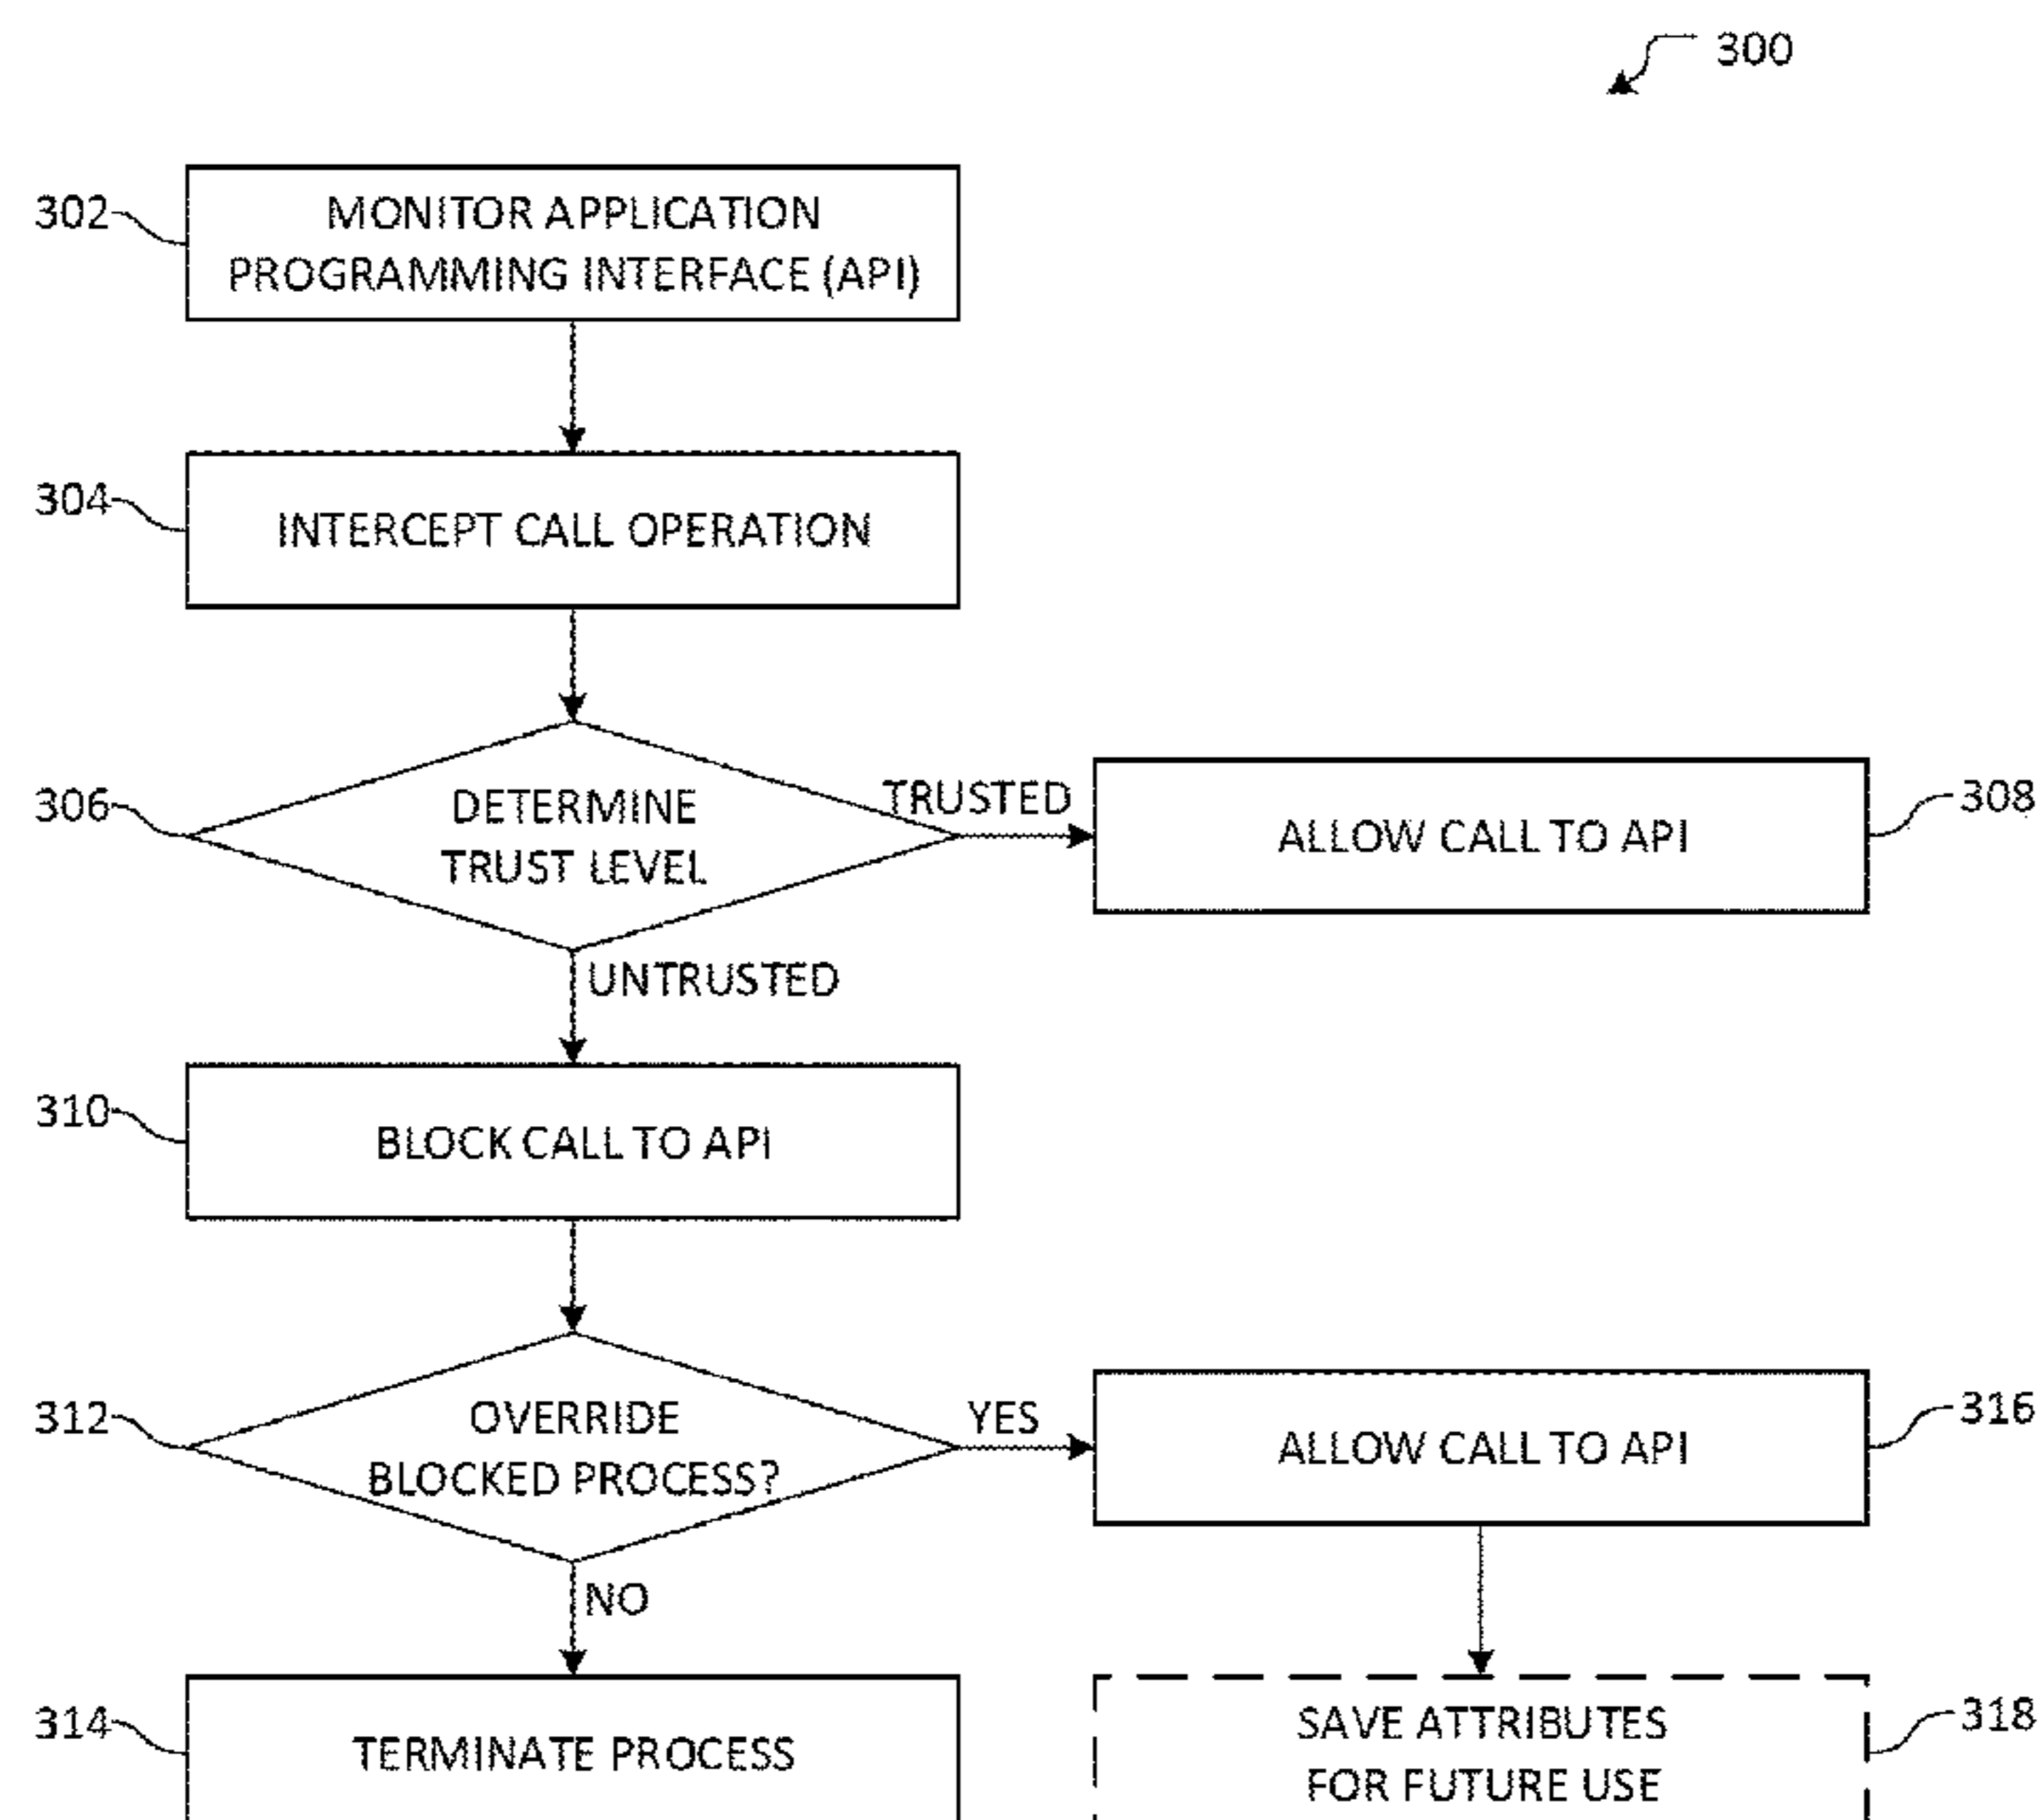 300
302
MONITOR APPLICATION
PROGRAMMING INTERFACE (API)
304
INTERCEPT CALL OPERATION
306
DETERMINE
TRUST LEVEL
TRUSTED
ALLOW CALL TO API
308
UNTRUSTED
310
BLOCK CALL TO API
312
OVERRIDE
BLOCKED PROCESS?
YES
ALLOW CALL TO API
316
NO
314
TERMINATE PROCESS
SAVE ATTRIBUTES
FOR FUTURE USE
318